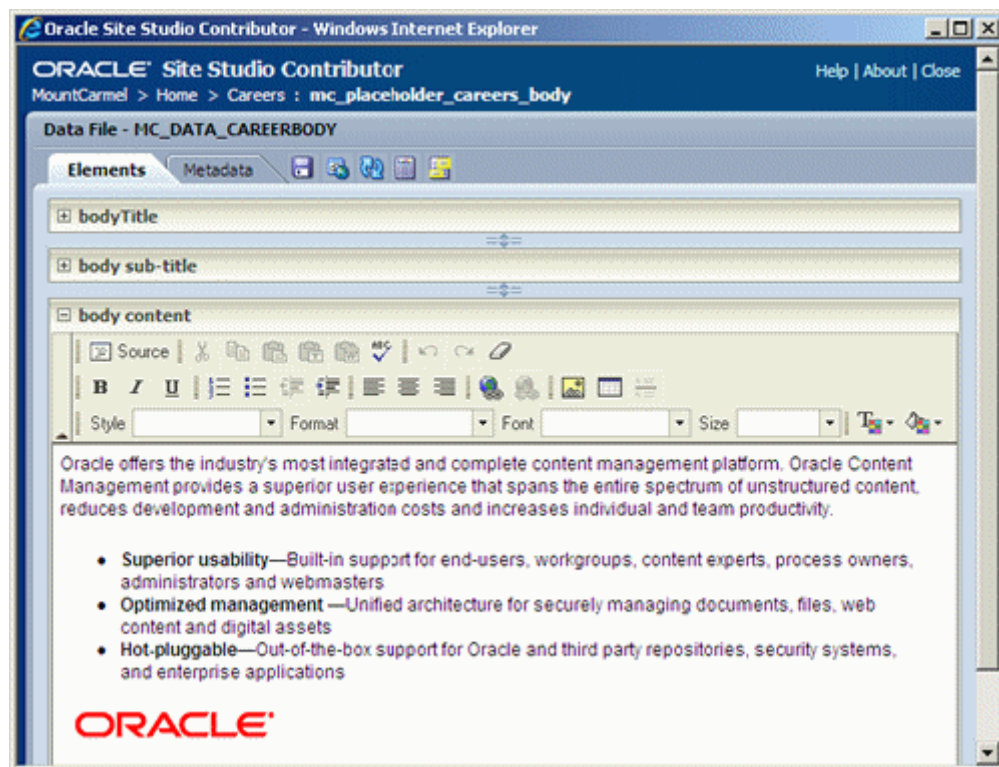 Oracle Site Studio Contributor - Windows Internet Explorer
ORACLE® Site Studio Contributor
Help | About | Close
MountCarmel > Home > Careers : mc_placeholder_careers_body
Data File - MC_DATA_CAREERBODY
Elements Metadata
bodyTitle
body sub-title
body content
Source ABC
B I U
Style Format Font Size T
Oracle offers the industry's most integrated and complete content management platform. Oracle Content
Management provides a superior user experience that spans the entire spectrum of unstructured content,
reduces development and administration costs and increases individual and team productivity.
• Superior usability—Built-in support for end-users, workgroups, content experts, process owners,
administrators and webmasters
• Optimized management —Unified architecture for securely managing documents, files, web
content and digital assets
• Hot-pluggable—Out-of-the-box support for Oracle and third party repositories, security systems,
and enterprise applications
ORACLE®